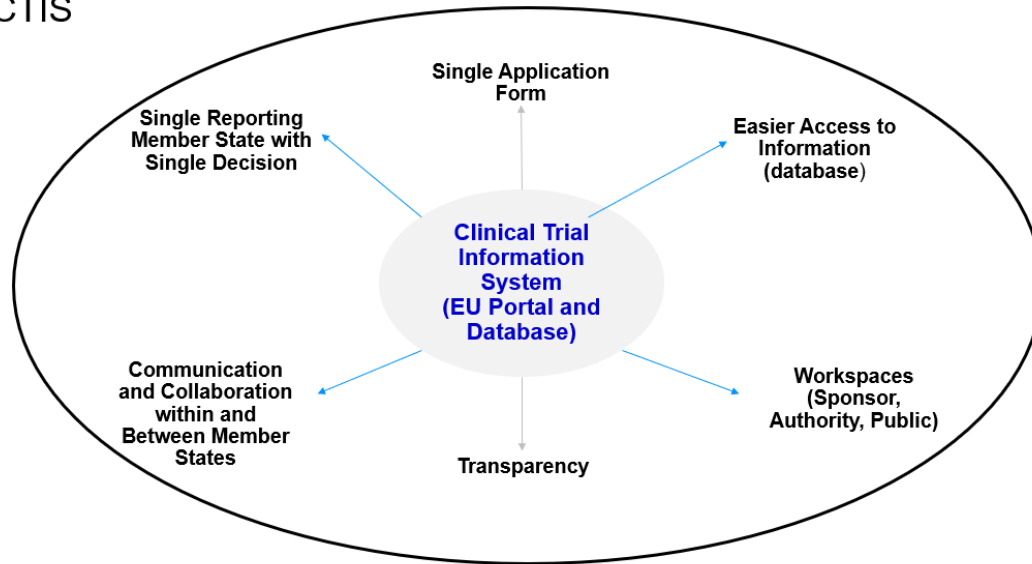 CTIS
Single Application
Form
Single Reporting
Member State with
Single Decision
Easier Access to
Information
(database)
Clinical Trial
Information
System
(EU Portal and
Database)
Communication
and Collaboration
within and
Between Member
States
Workspaces
(Sponsor,
Authority, Public)
Transparency